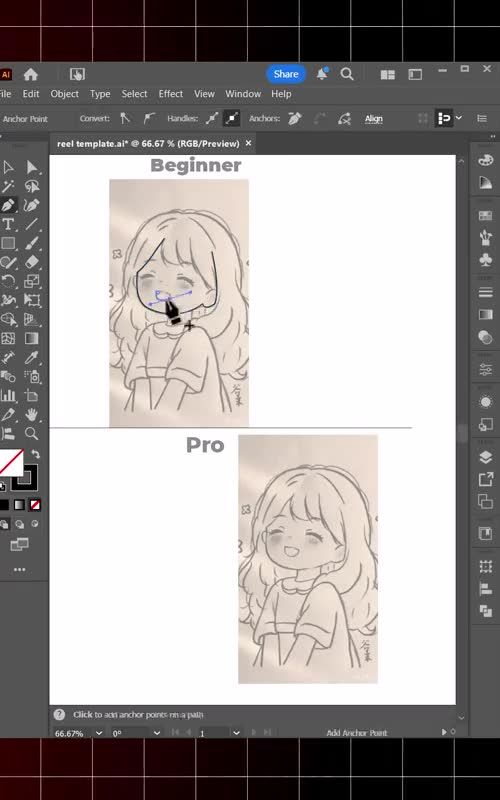 Ai
Share
File Edit Object Type Effect View Window Help
Anchor Point Convert: Handles: Anchors: Align
reel template.ai* @ 66.67 % (RGB/Preview) ×
Beginner
Pro
? Click to add anchor points on a path
66.67% 0° 1 Add Anchor Point